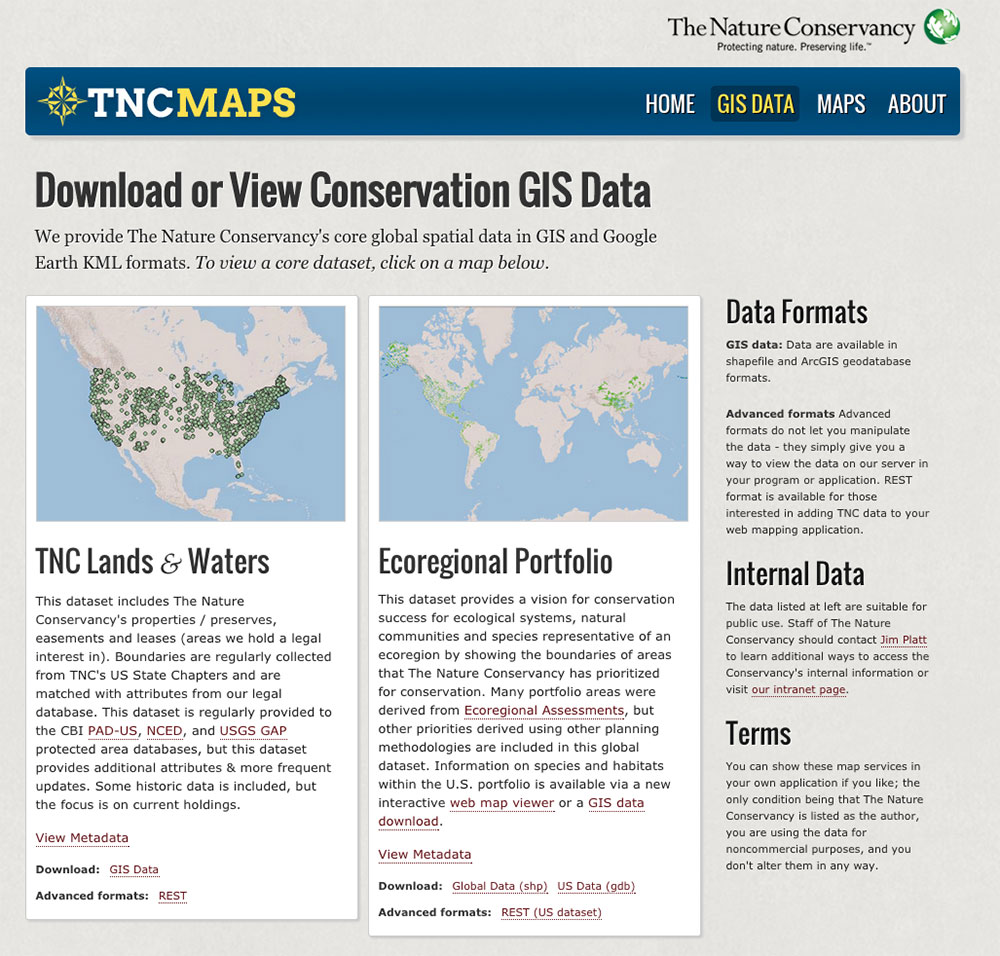 The Nature Conservancy
Protecting nature. Preserving life.™
TNCMAPS
HOME
GIS DATA
MAPS
ABOUT
Download or View Conservation GIS Data
We provide The Nature Conservancy's core global spatial data in GIS and Google
Earth KML formats. To view a core dataset, click on a map below.
TNC Lands & Waters
This dataset includes The Nature
Conservancy's properties / preserves,
easements and leases (areas we hold a legal
interest in). Boundaries are regularly collected
from TNC's US State Chapters and are
matched with attributes from our legal
database. This dataset is regularly provided to
the CBI PAD-US, NCED, and USGS GAP
protected area databases, but this dataset
provides additional attributes & more frequent
updates. Some historic data is included, but
the focus is on current holdings.
View Metadata
Download: GIS Data
Advanced formats: REST
Ecoregional Portfolio
This dataset provides a vision for conservation
success for ecological systems, natural
communities and species representative of an
ecoregion by showing the boundaries of areas
that The Nature Conservancy has prioritized
for conservation. Many portfolio areas were
derived from Ecoregional Assessments, but
other priorities derived using other planning
methodologies are included in this global
dataset. Information on species and habitats
within the U.S. portfolio is available via a new
interactive web map viewer or a GIS data
download.
View Metadata
Download: Global Data (shp) US Data (gdb)
Advanced formats: REST (US dataset)
Data Formats
GIS data: Data are available in
shapefile and ArcGIS geodatabase
formats.
Advanced formats Advanced
formats do not let you manipulate
the data - they simply give you a
way to view the data on our server in
your program or application. REST
format is available for those
interested in adding TNC data to your
web mapping application.
Internal Data
The data listed at left are suitable for
public use. Staff of The Nature
Conservancy should contact Jim Platt
to learn additional ways to access the
Conservancy's internal information or
visit our intranet page.
Terms
You can show these map services in
your own application if you like; the
only condition being that The Nature
Conservancy is listed as the author,
you are using the data for
noncommercial purposes, and you
don't alter them in any way.